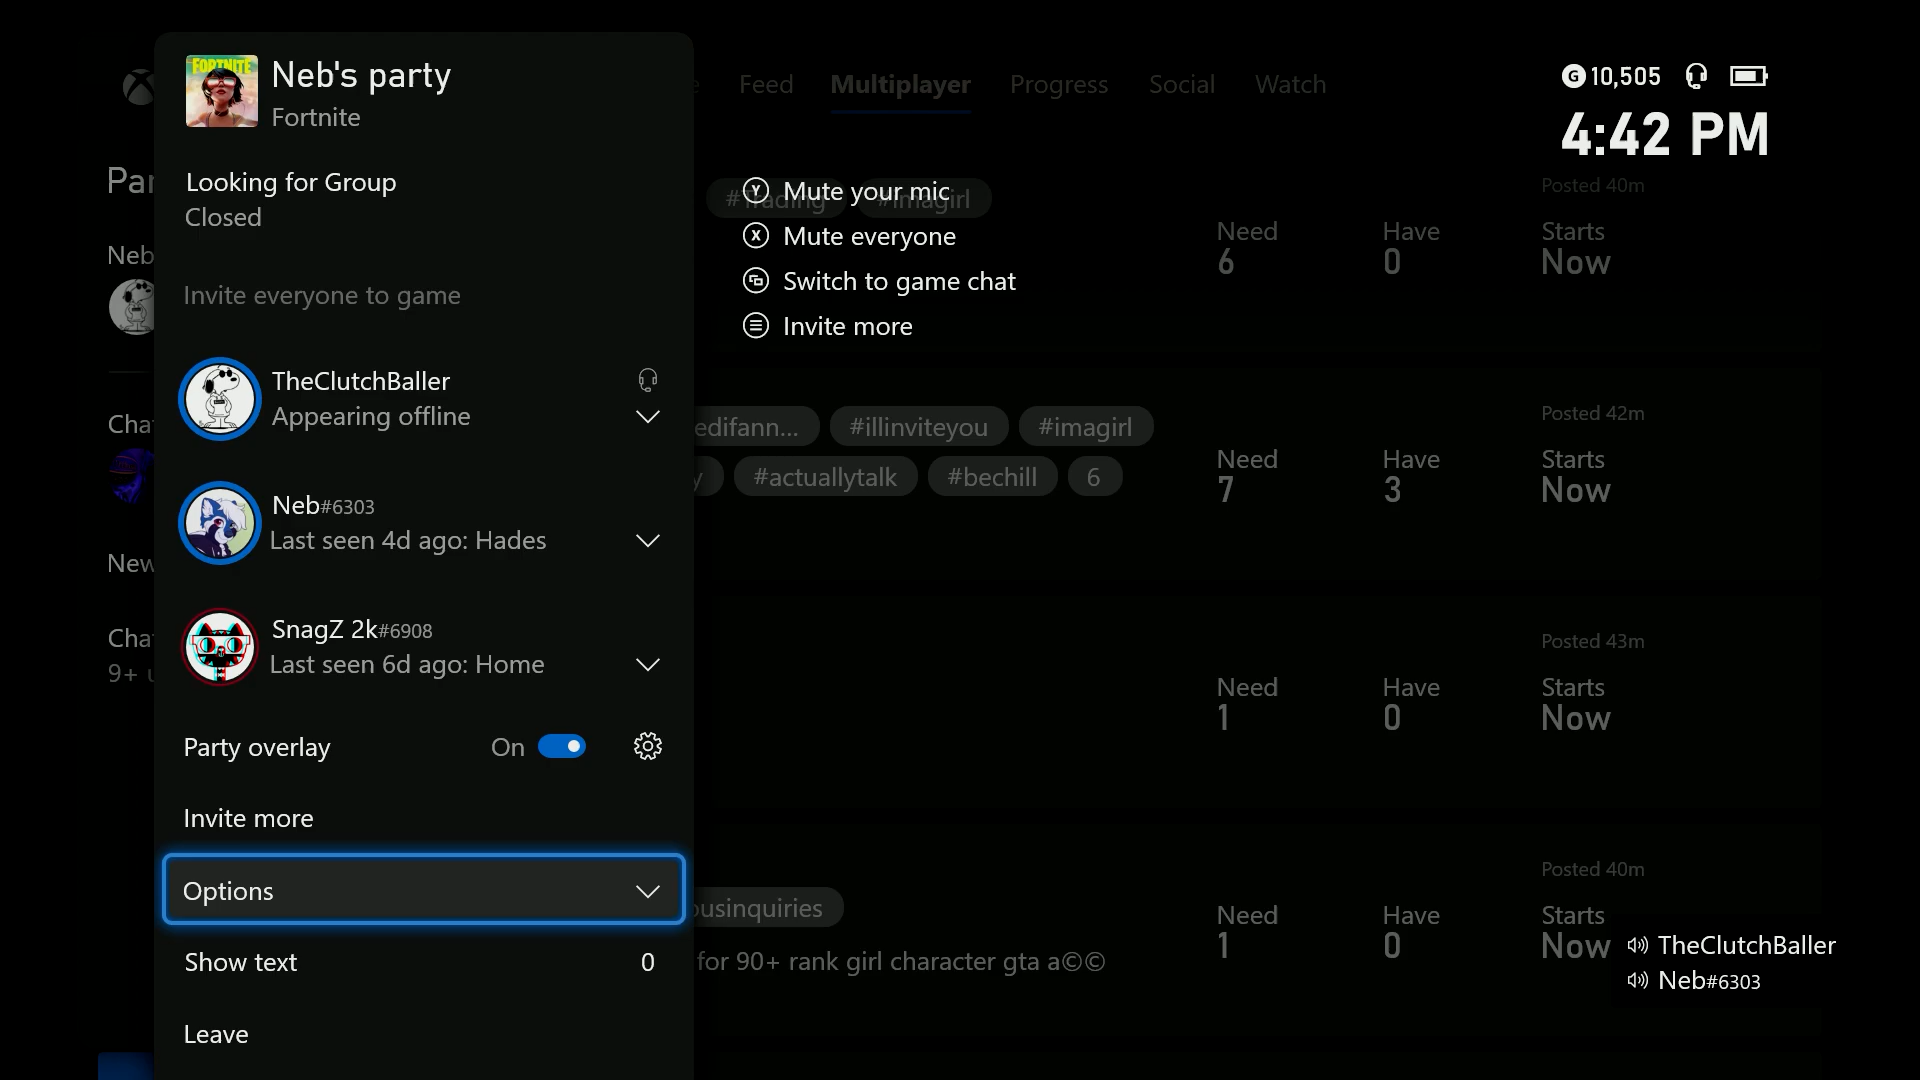 FORTNITE
Neb's party
Fortnite
Looking for Group
Closed
Invite everyone to game
TheClutchBaller
Appearing offline
Neb#6303
Last seen 4d ago: Hades
SnagZ 2k#6908
Last seen 6d ago: Home
Party overlay
On
Invite more
Options
Show text
0
Leave
Feed
Multiplayer
Progress
Social
Watch
G 10,505
4:42 PM
Y Mute your mic
X Mute everyone
Switch to game chat
Invite more
#Trading
#imagirl
Posted 40m
Need
Have
Starts
6
0
Now
#illinviteyou
#imagirl
#actuallytalk
#bechill
6
Posted 42m
Need
Have
Starts
7
3
Now
Posted 43m
Need
Have
Starts
1
0
Now
Posted 40m
Need
Have
Starts
1
0
Now
for 90+ rank girl character gta a©©
TheClutchBaller
Neb#6303
Neb
9+